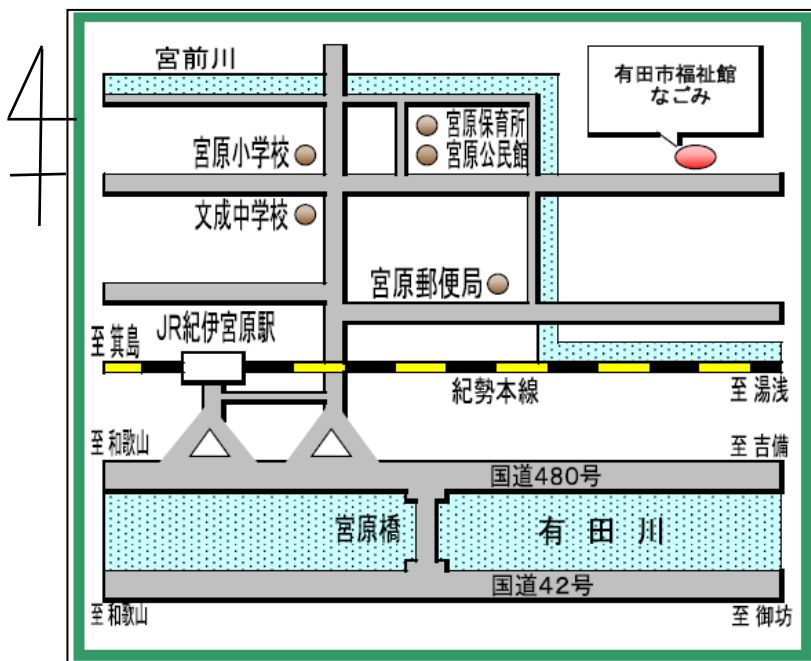 宮前川
有田市福祉館
なごみ
宮原保育所
宮原小学校
宮原公民館
文成中学校
宮原郵便局
JR紀伊宮原駅
至 箕島
紀勢本線
至 湯浅
至 和歌山
至 吉備
国道480号
宮原橋
有田川
国道42号
至 和歌山
至 御坊